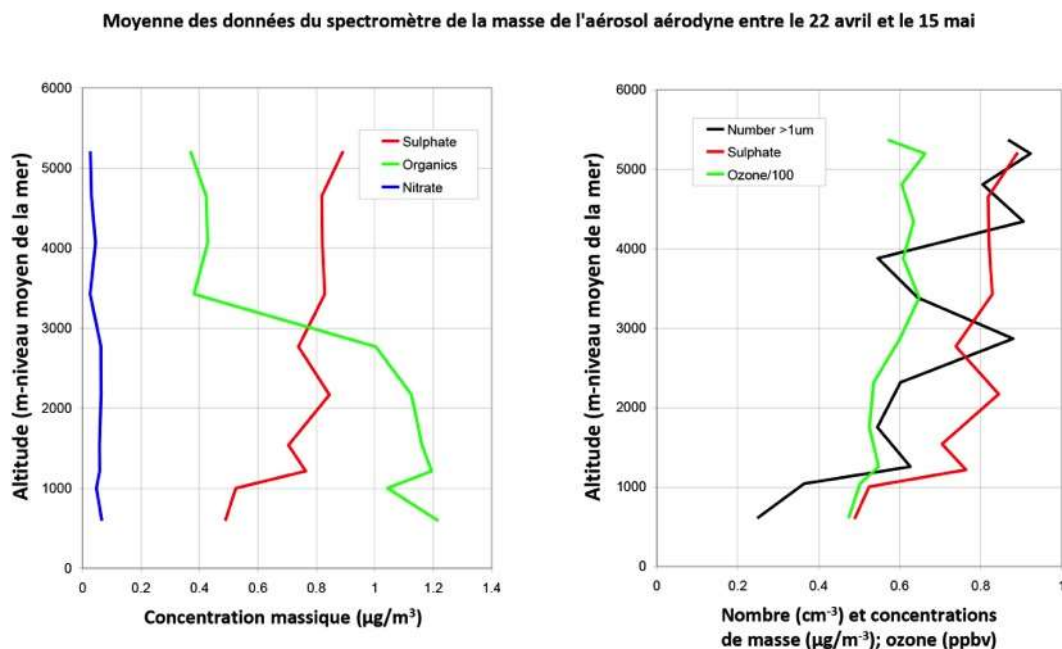 Moyenne des données du spectromètre de la masse de l'aérosol aérodyne entre le 22 avril et le 15 mai
Altitude (m-niveau moyen de la mer)
6000
5000
4000
3000
2000
1000
0
Sulphate
Organics
Nitrate
0 0.2 0.4 0.6 0.8 1 1.2 1.4
Concentration massique (µg/m³)
Altitude (m-niveau moyen de la mer)
6000
5000
4000
3000
2000
1000
0
Number >1um
Sulphate
Ozone/100
0 0.2 0.4 0.6 0.8 1
Nombre (cm⁻³) et concentrations
de masse (µg/m⁻³); ozone (ppbv)